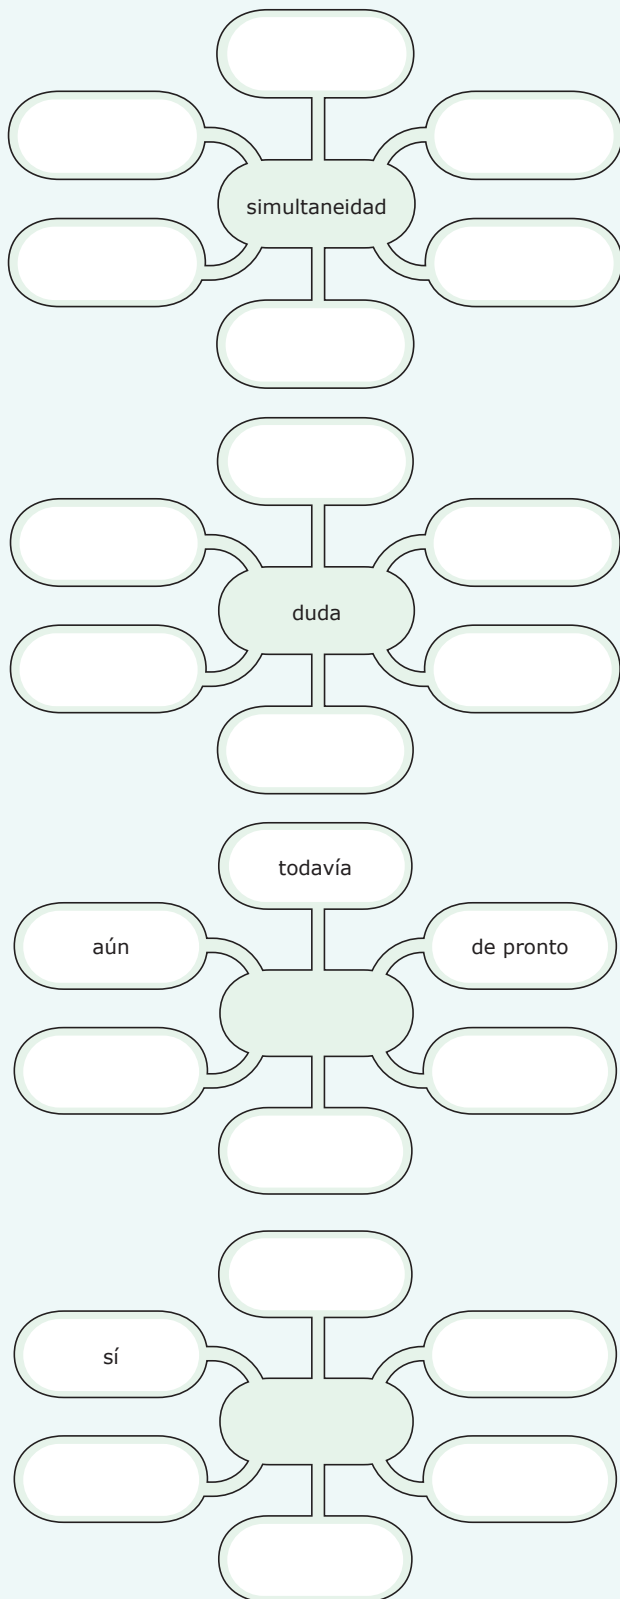 simultaneidad
duda
todavía
aún
de pronto
sí